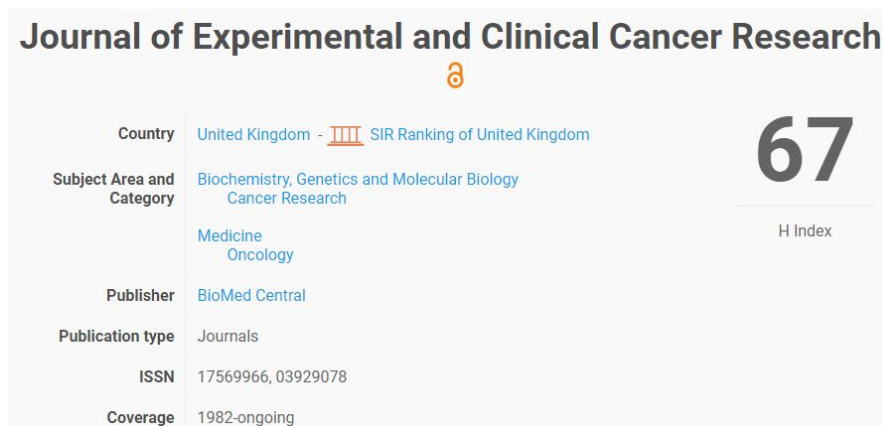 Journal of Experimental and Clinical Cancer Research
Country
United Kingdom - SIR Ranking of United Kingdom
67
H Index
Subject Area and
Category
Biochemistry, Genetics and Molecular Biology
Cancer Research
Medicine
Oncology
Publisher
BioMed Central
Publication type
Journals
ISSN
17569966, 03929078
Coverage
1982-ongoing